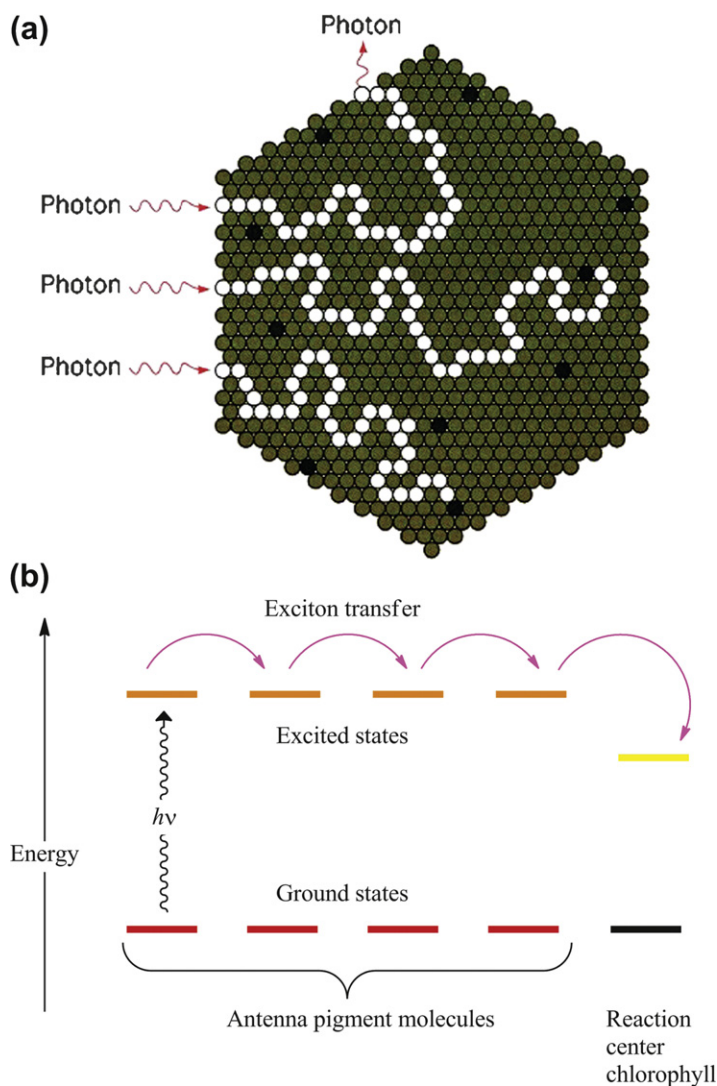 (a)
Photon
Photon
Photon
Photon
(b)
Exciton transfer
Excited states
hν
Energy
Ground states
Antenna pigment molecules
Reaction
center
chlorophyll